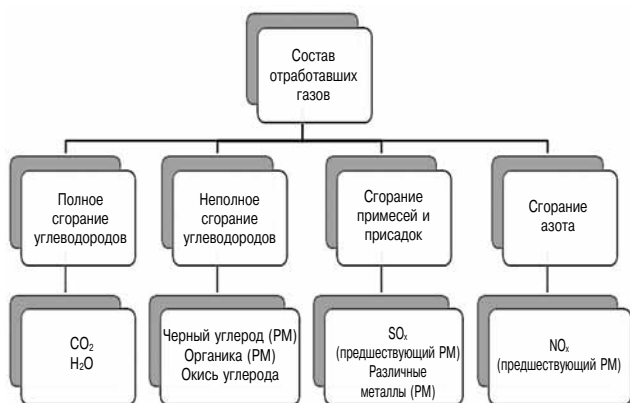 Состав
отработавших
газов
Полное
сгорание
углеводородов
Неполное
сгорание
углеводородов
Сгорание
примесей и
присадок
Сгорание
азота
CO₂
H₂O
Черный углерод (PM)
Органика (PM)
Окись углерода
SOₓ
(предшествующий PM)
Различные
металлы (PM)
NOₓ
(предшествующий PM)